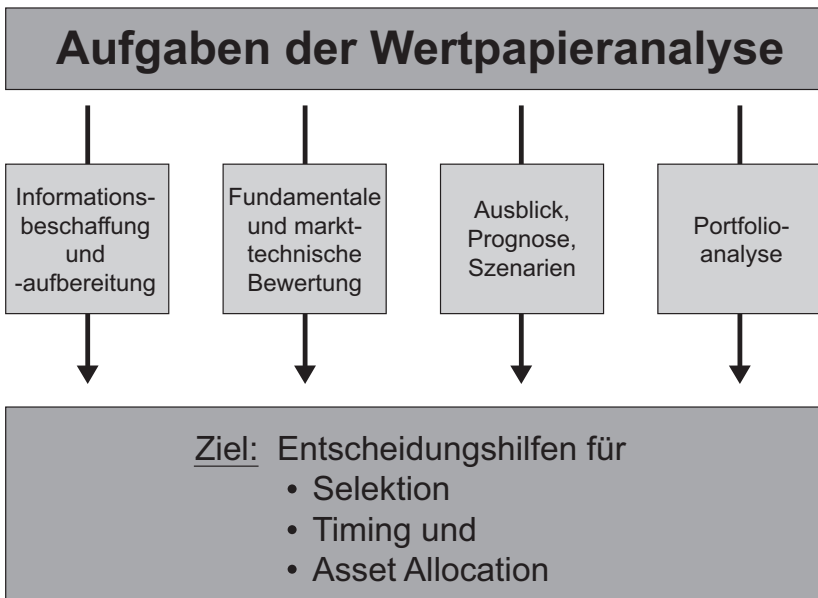 Aufgaben der Wertpapieranalyse
Informations-
beschaffung
und
-aufbereitung
Fundamentale
und markt-
technische
Bewertung
Ausblick,
Prognose,
Szenarien
Portfolio-
analyse
Ziel: Entscheidungshilfen für
• Selektion
• Timing und
• Asset Allocation